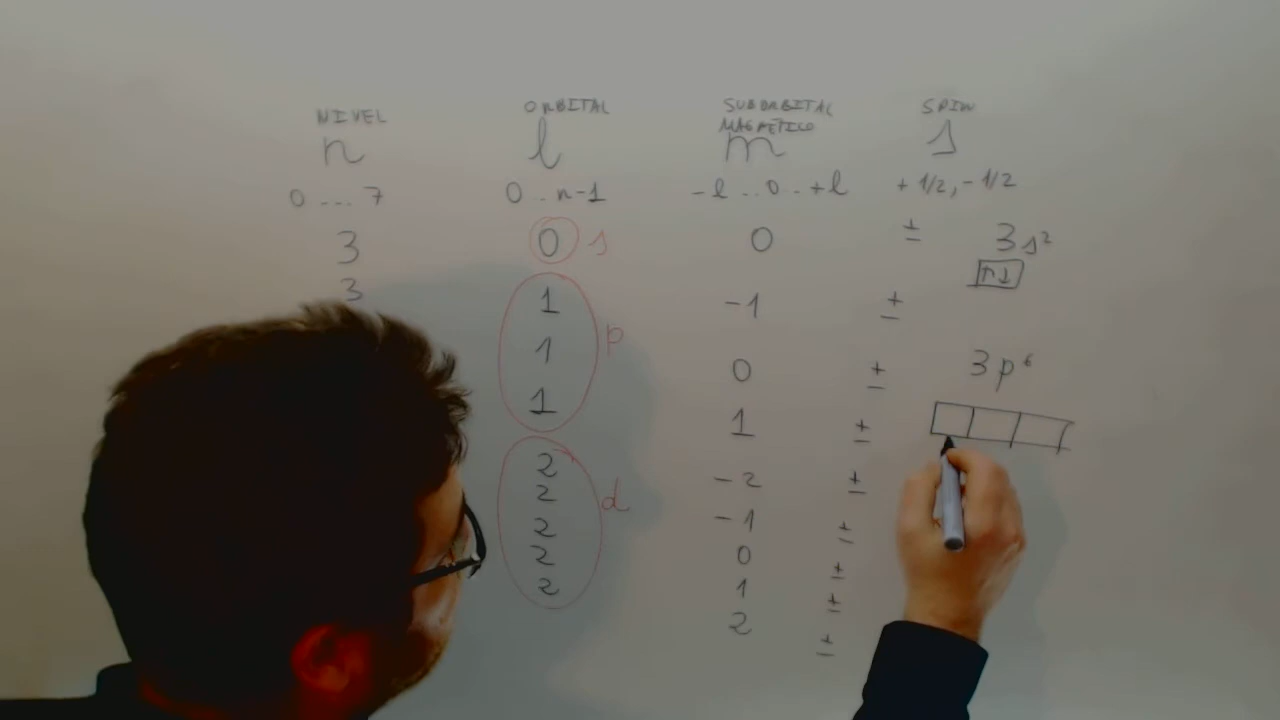 NIVEL ORBITAL SUBORBITAL SPIN
MAGNÉTICO
n l m s
0 ... 7 0 .. n-1 -l .. 0 .. +l + 1/2, - 1/2
3 0 s 0 ± 3s²
↑↓
3 1 -1 ±
1 p 0 ± 3p⁶
1 1 ±
2 -2 ±
2 d -1 ±
2 0 ±
2 1 ±
2 2 ±